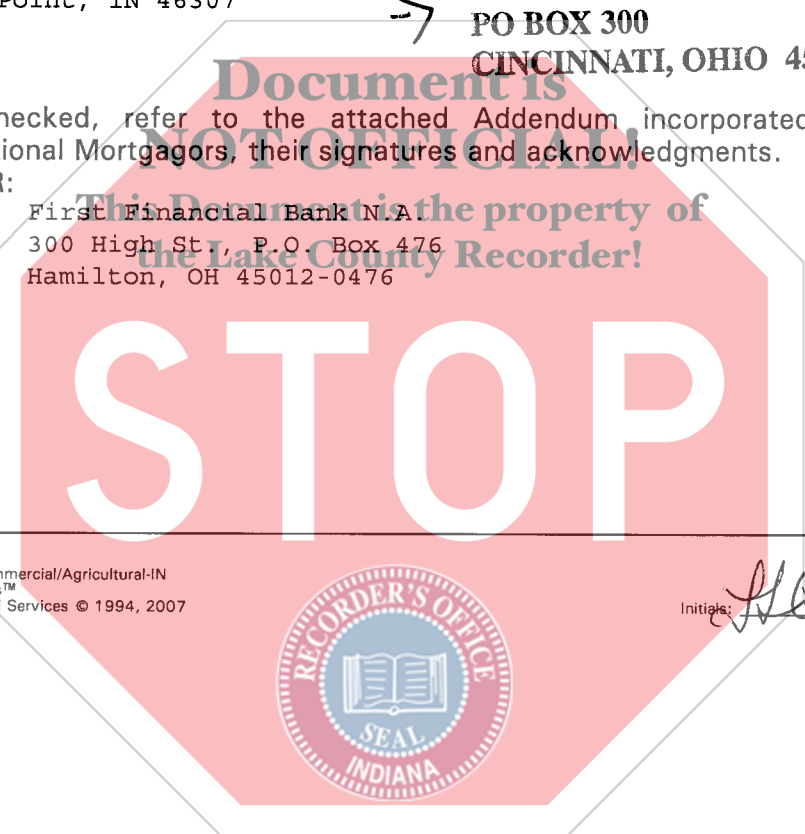 Point, IN 46307
PO BOX 300
CINCINNATI, OHIO 45
Document is
NOT OFFICIAL!
This Document is the property of
the Lake County Recorder!
hecked, refer to the attached Addendum incorporated
ional Mortgagors, their signatures and acknowledgments.
R:
First Financial Bank N.A.
300 High St., P.O. Box 476
Hamilton, OH 45012-0476
STOP
mmercial/Agricultural-IN
s™
Services © 1994, 2007
Initials:
RECORDER'S OFFICE
SEAL
INDIANA